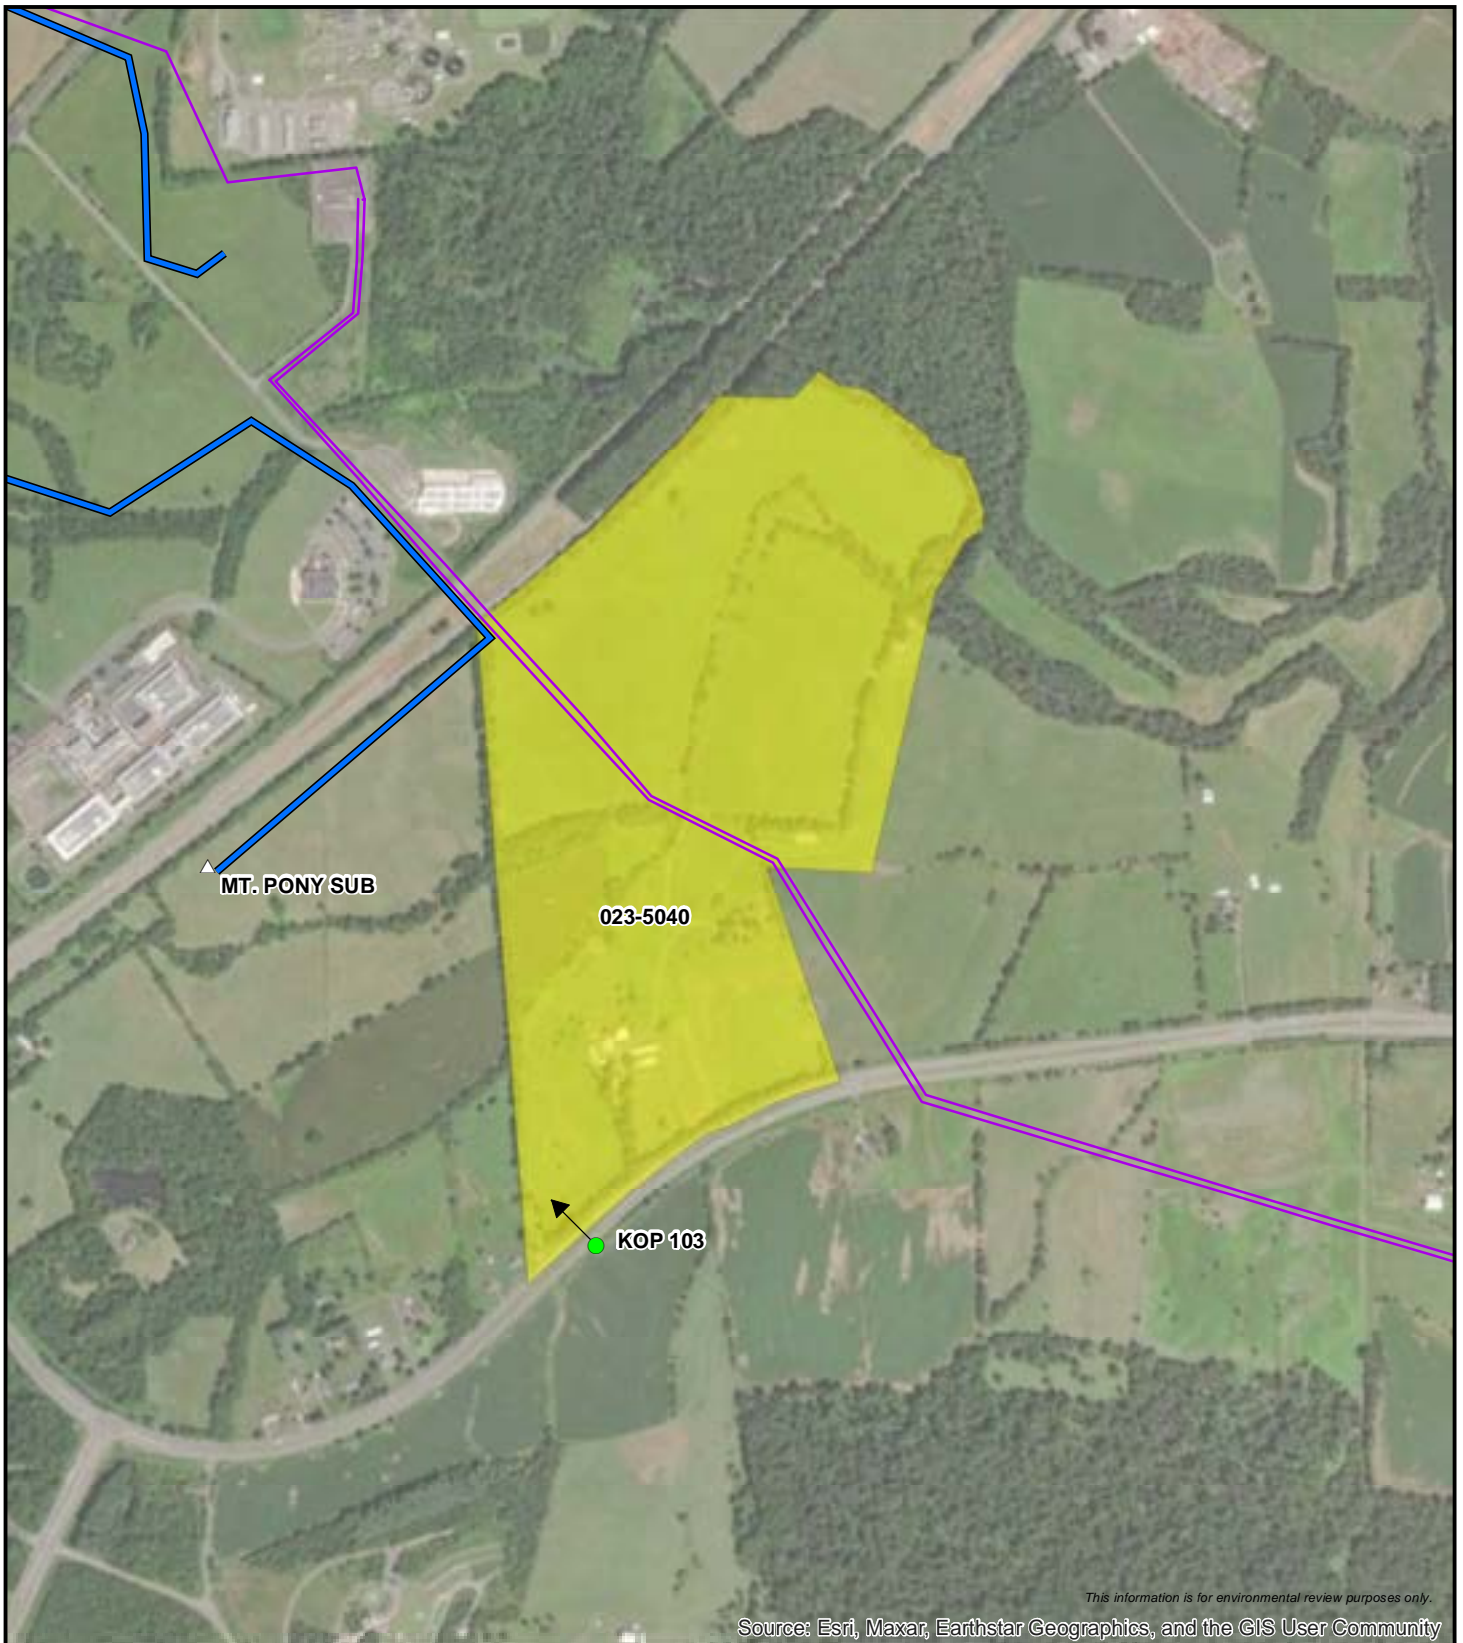 MT. PONY SUB
023-5040
KOP 103
This information is for environmental review purposes only.
Source: Esri, Maxar, Earthstar Geographics, and the GIS User Community